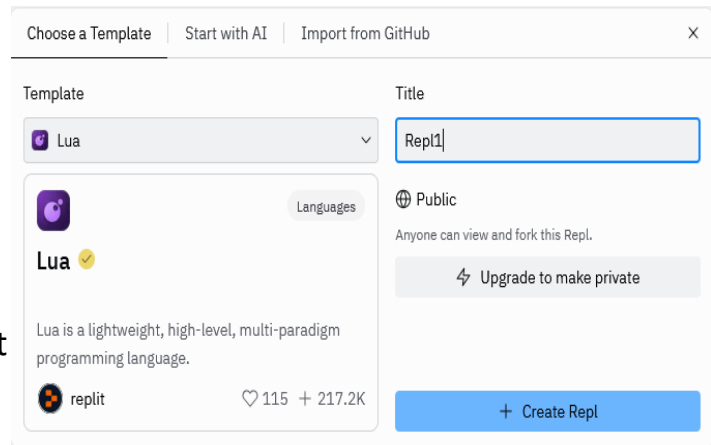 Choose a Template
Start with AI
Import from GitHub
Template
Title
Lua
Repl1
Languages
Public
Anyone can view and fork this Repl.
Lua
Upgrade to make private
Lua is a lightweight, high-level, multi-paradigm
programming language.
replit
115
217.2K
+ Create Repl
t